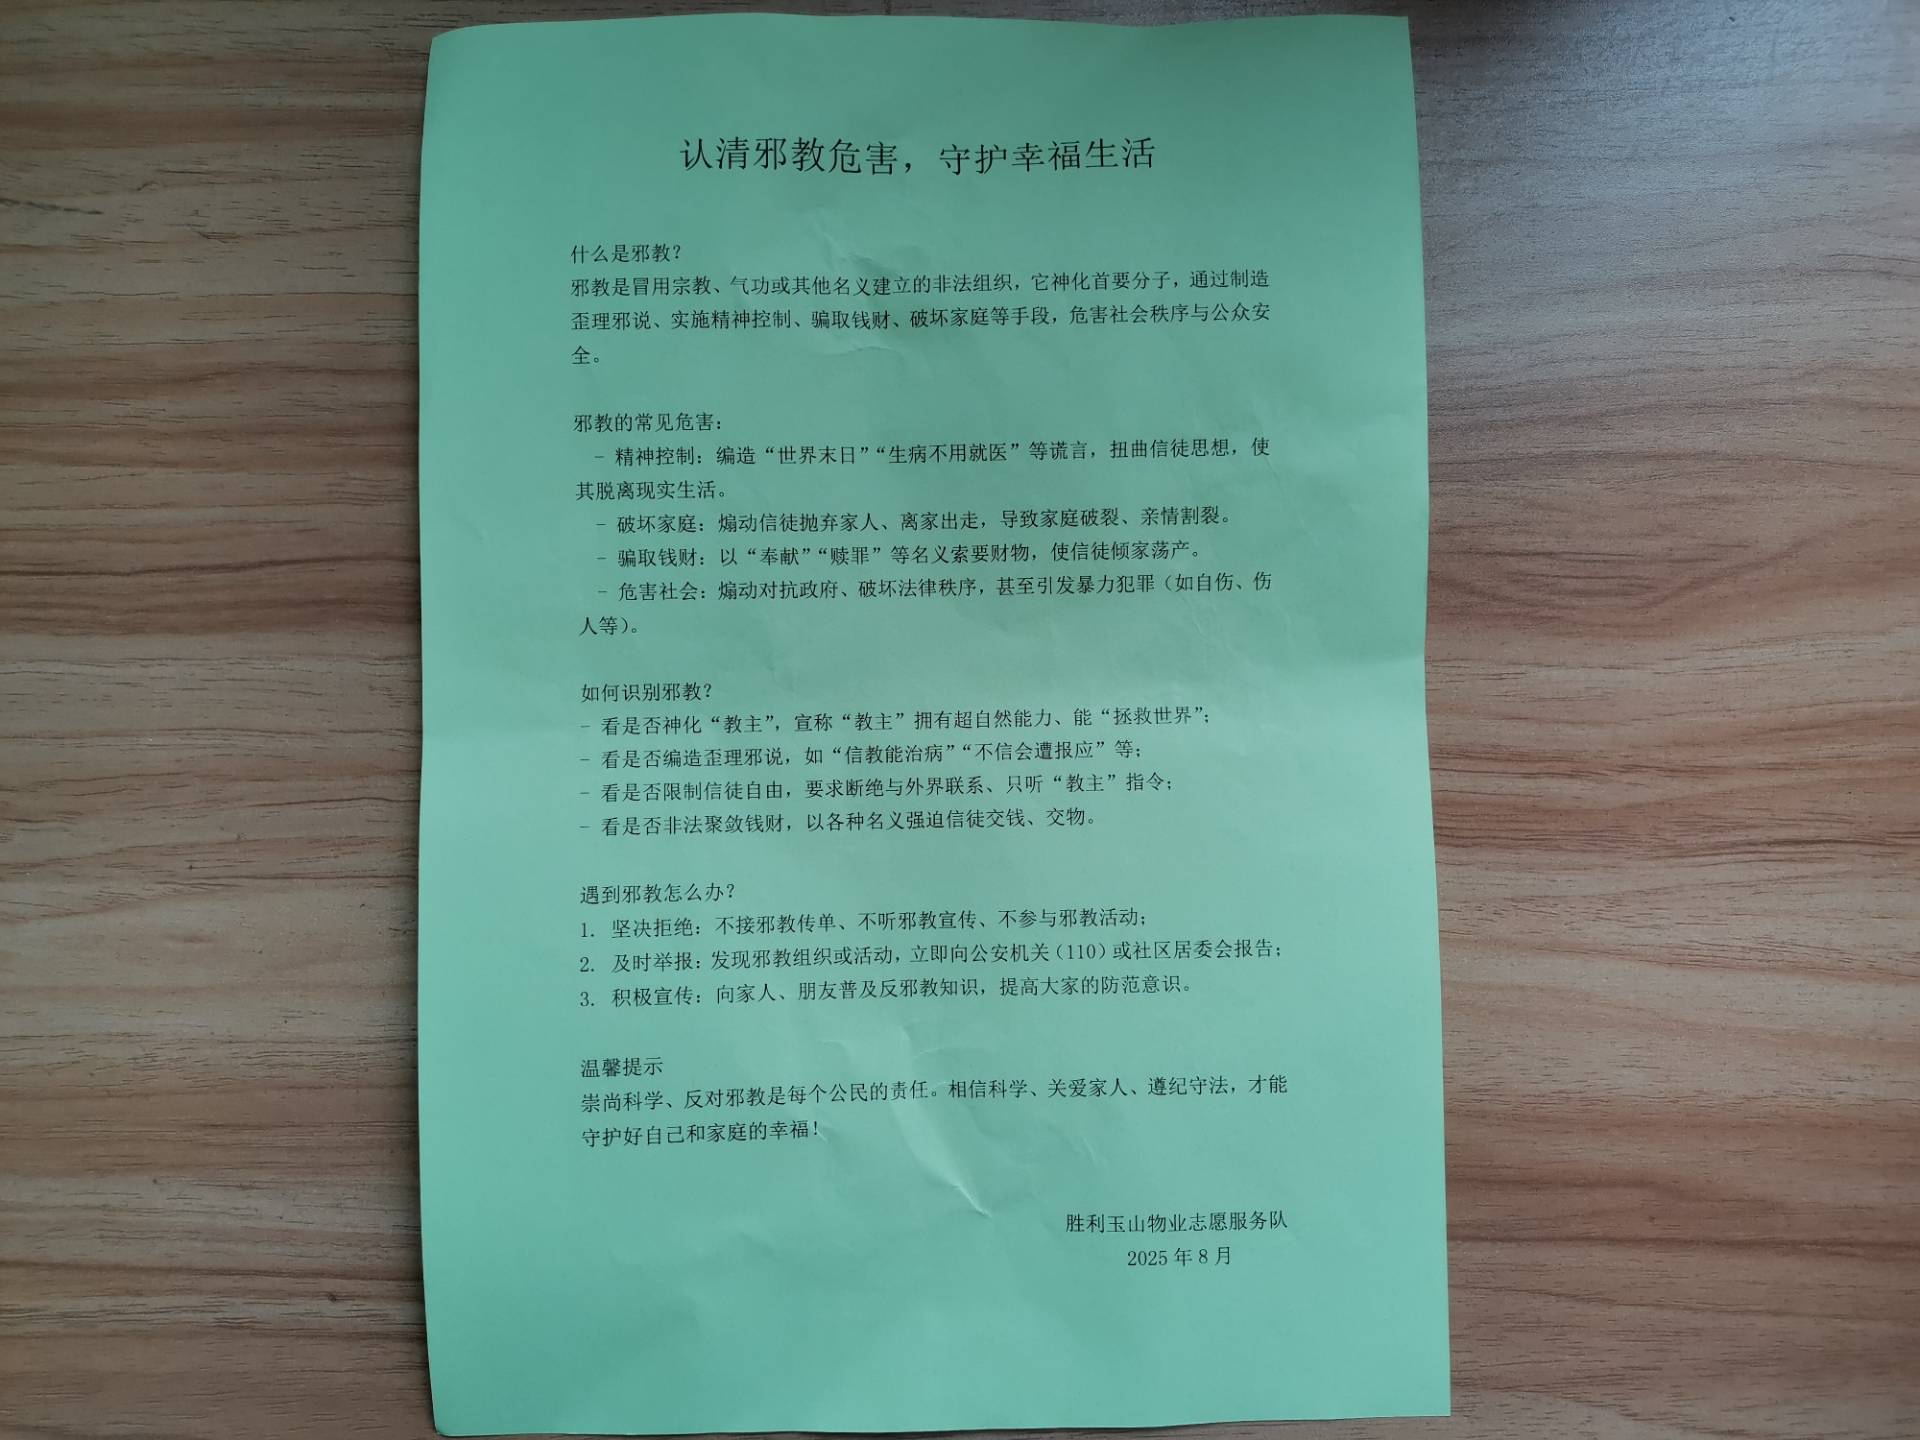 认清邪教危害，守护幸福生活
什么是邪教？
邪教是冒用宗教、气功或其他名义建立的非法组织，它神化首要分子，通过制造
歪理邪说、实施精神控制、骗取钱财、破坏家庭等手段，危害社会秩序与公众安
全。
邪教的常见危害：
- 精神控制：编造“世界末日”“生病不用就医”等谎言，扭曲信徒思想，使
其脱离现实生活。
- 破坏家庭：煽动信徒抛弃家人、离家出走，导致家庭破裂、亲情割裂。
- 骗取钱财：以“奉献”“赎罪”等名义索要财物，使信徒倾家荡产。
- 危害社会：煽动对抗政府、破坏法律秩序，甚至引发暴力犯罪（如自伤、伤
人等）。
如何识别邪教？
- 看是否神化“教主”，宣称“教主”拥有超自然能力、能“拯救世界”；
- 看是否编造歪理邪说，如“信教能治病”“不信会遭报应”等；
- 看是否限制信徒自由，要求断绝与外界联系、只听“教主”指令；
- 看是否非法聚敛钱财，以各种名义强迫信徒交钱、交物。
遇到邪教怎么办？
1. 坚决拒绝：不接邪教传单、不听邪教宣传、不参与邪教活动；
2. 及时举报：发现邪教组织或活动，立即向公安机关（110）或社区居委会报告；
3. 积极宣传：向家人、朋友普及反邪教知识，提高大家的防范意识。
温馨提示
崇尚科学、反对邪教是每个公民的责任。相信科学、关爱家人、遵纪守法，才能
守护好自己和家庭的幸福！
胜利玉山物业志愿服务队
2025 年 8 月